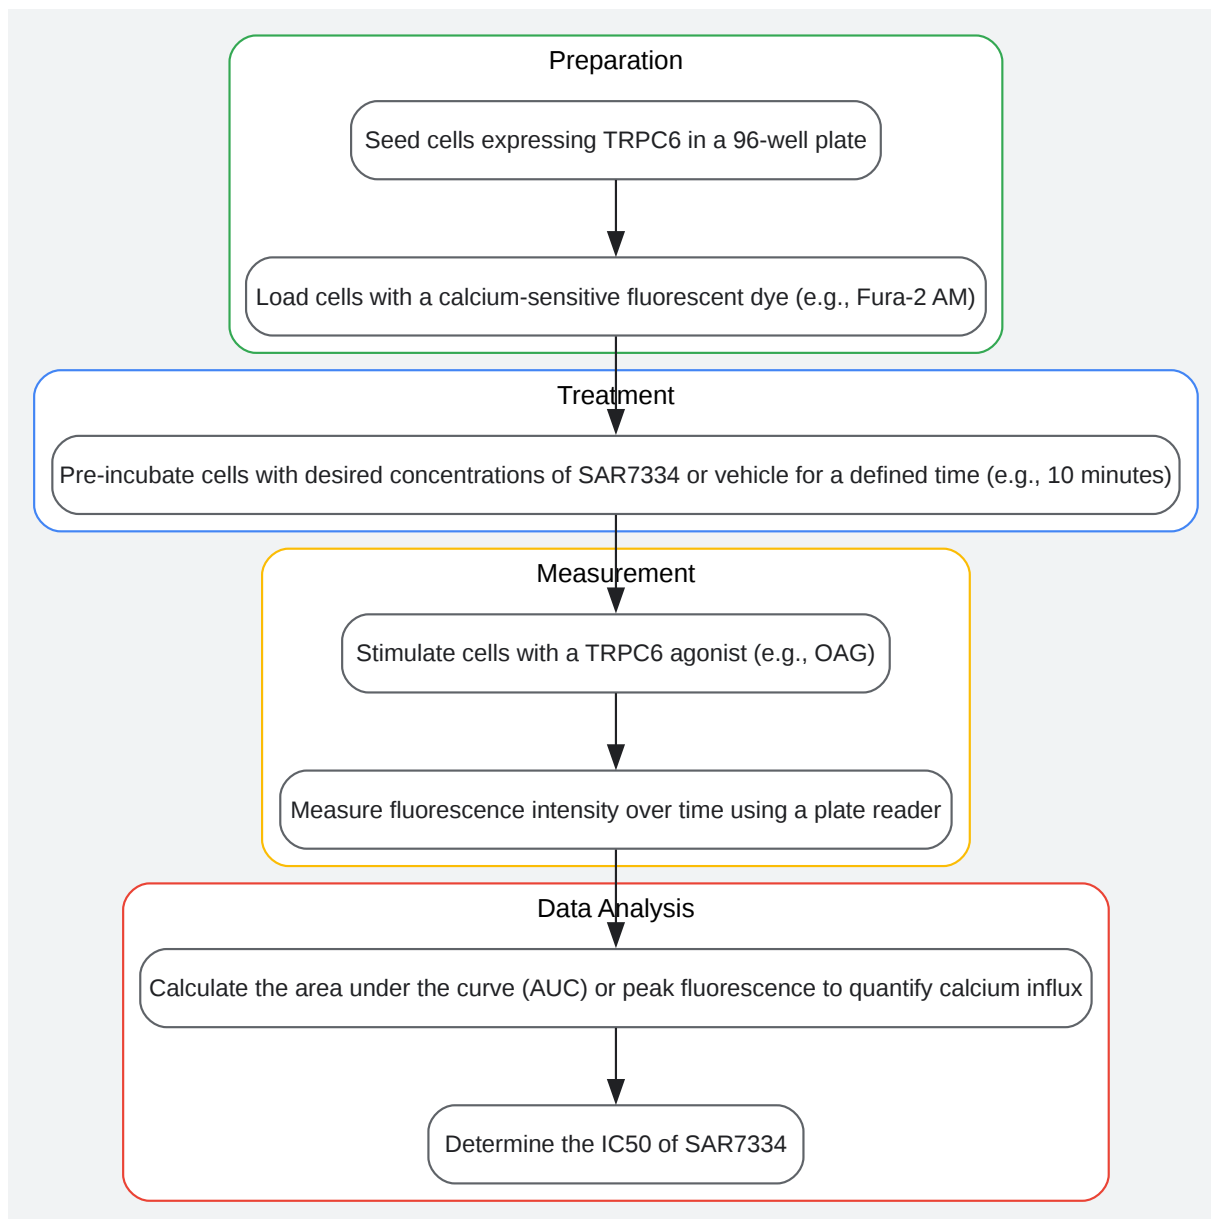 Preparation
Seed cells expressing TRPC6 in a 96-well plate
Load cells with a calcium-sensitive fluorescent dye (e.g., Fura-2 AM)
Treatment
Pre-incubate cells with desired concentrations of SAR7334 or vehicle for a defined time (e.g., 10 minutes)
Measurement
Stimulate cells with a TRPC6 agonist (e.g., OAG)
Measure fluorescence intensity over time using a plate reader
Data Analysis
Calculate the area under the curve (AUC) or peak fluorescence to quantify calcium influx
Determine the IC50 of SAR7334